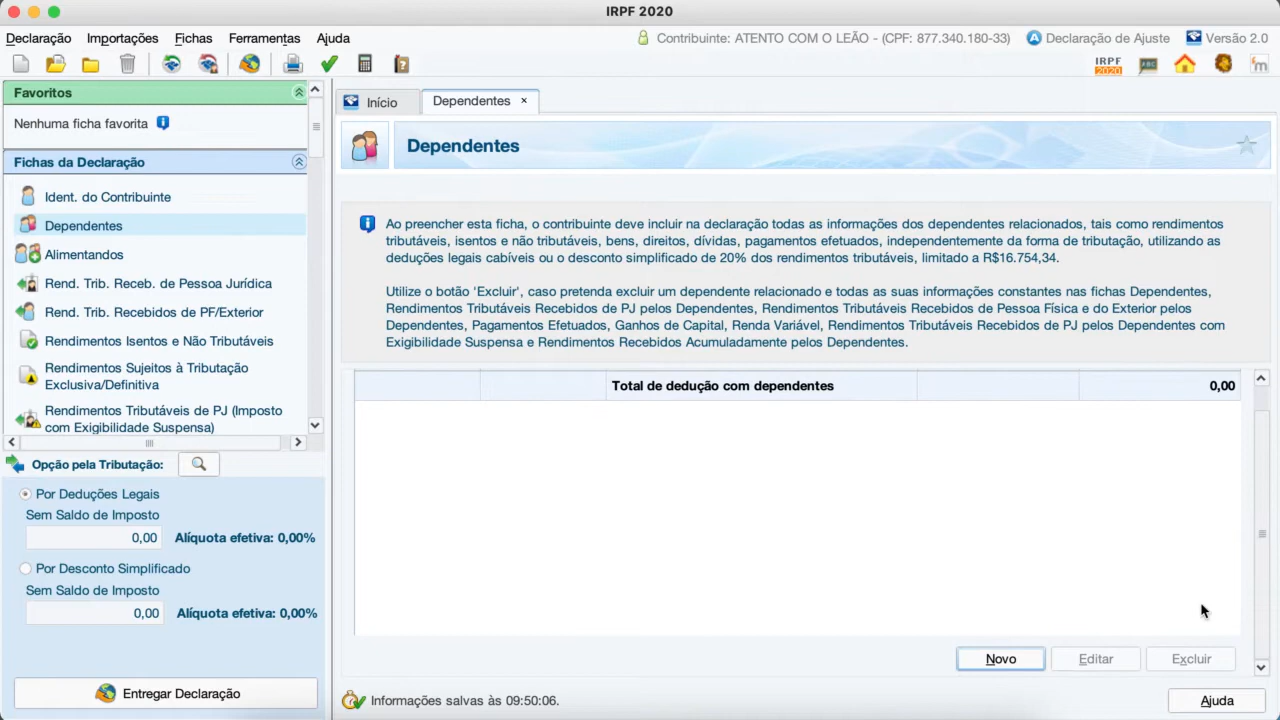 IRPF 2020
Declaração Importações Fichas Ferramentas Ajuda
Contribuinte: ATENTO COM O LEÃO - (CPF: 877.340.180-33) Declaração de Ajuste Versão 2.0
IRPF
2020
Favoritos
Nenhuma ficha favorita
Fichas da Declaração
Ident. do Contribuinte
Dependentes
Alimentandos
Rend. Trib. Receb. de Pessoa Jurídica
Rend. Trib. Recebidos de PF/Exterior
Rendimentos Isentos e Não Tributáveis
Rendimentos Sujeitos à Tributação
Exclusiva/Definitiva
Rendimentos Tributáveis de PJ (Imposto
com Exigibilidade Suspensa)
Opção pela Tributação:
Por Deduções Legais
Sem Saldo de Imposto
0,00 Alíquota efetiva: 0,00%
Por Desconto Simplificado
Sem Saldo de Imposto
0,00 Alíquota efetiva: 0,00%
Entregar Declaração
Início Dependentes ×
Dependentes
Ao preencher esta ficha, o contribuinte deve incluir na declaração todas as informações dos dependentes relacionados, tais como rendimentos
tributáveis, isentos e não tributáveis, bens, direitos, dívidas, pagamentos efetuados, independentemente da forma de tributação, utilizando as
deduções legais cabíveis ou o desconto simplificado de 20% dos rendimentos tributáveis, limitado a R$16.754,34.
Utilize o botão 'Excluir', caso pretenda excluir um dependente relacionado e todas as suas informações constantes nas fichas Dependentes,
Rendimentos Tributáveis Recebidos de PJ pelos Dependentes, Rendimentos Tributáveis Recebidos de Pessoa Física e do Exterior pelos
Dependentes, Pagamentos Efetuados, Ganhos de Capital, Renda Variável, Rendimentos Tributáveis Recebidos de PJ pelos Dependentes com
Exigibilidade Suspensa e Rendimentos Recebidos Acumuladamente pelos Dependentes.
Total de dedução com dependentes 0,00
Novo Editar Excluir
Informações salvas às 09:50:06. Ajuda